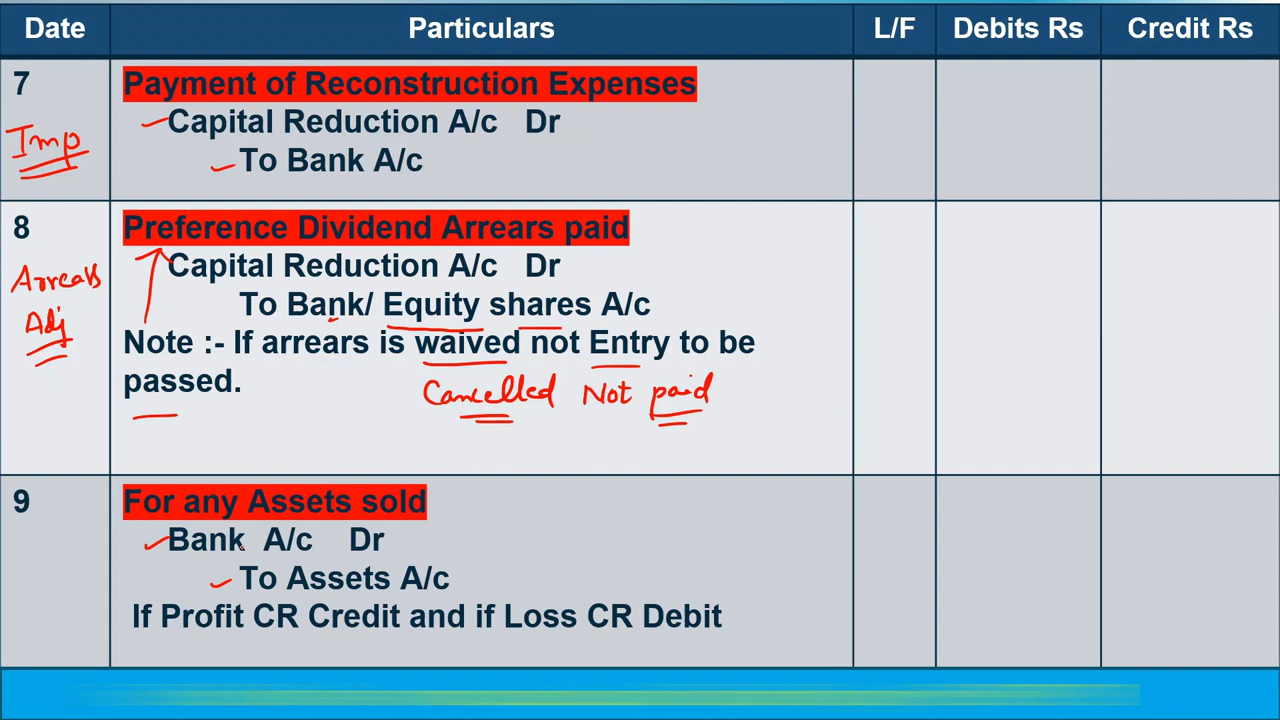 Date Particulars L/F Debits Rs Credit Rs
7 Payment of Reconstruction Expenses
Capital Reduction A/c Dr
Imp
To Bank A/c
8 Preference Dividend Arrears paid
Capital Reduction A/c Dr
Arrears
To Bank/ Equity shares A/c
Adj
Note :- If arrears is waived not Entry to be
passed.
Cancelled Not paid
9 For any Assets sold
Bank A/c Dr
To Assets A/c
If Profit CR Credit and if Loss CR Debit